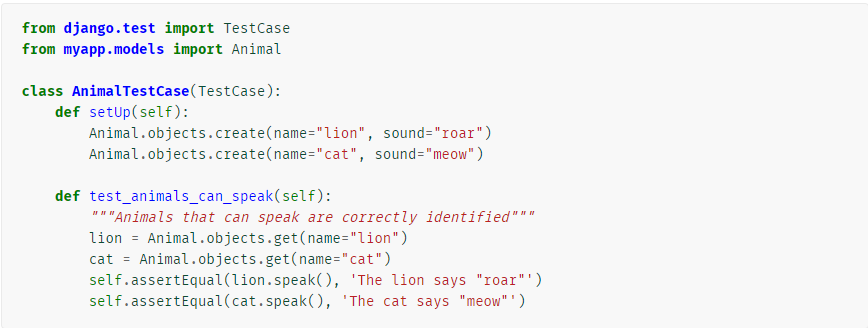 from django.test import TestCase
from myapp.models import Animal

class AnimalTestCase(TestCase):
    def setUp(self):
        Animal.objects.create(name="lion", sound="roar")
        Animal.objects.create(name="cat", sound="meow")

    def test_animals_can_speak(self):
        """Animals that can speak are correctly identified"""
        lion = Animal.objects.get(name="lion")
        cat = Animal.objects.get(name="cat")
        self.assertEqual(lion.speak(), 'The lion says "roar"')
        self.assertEqual(cat.speak(), 'The cat says "meow"')